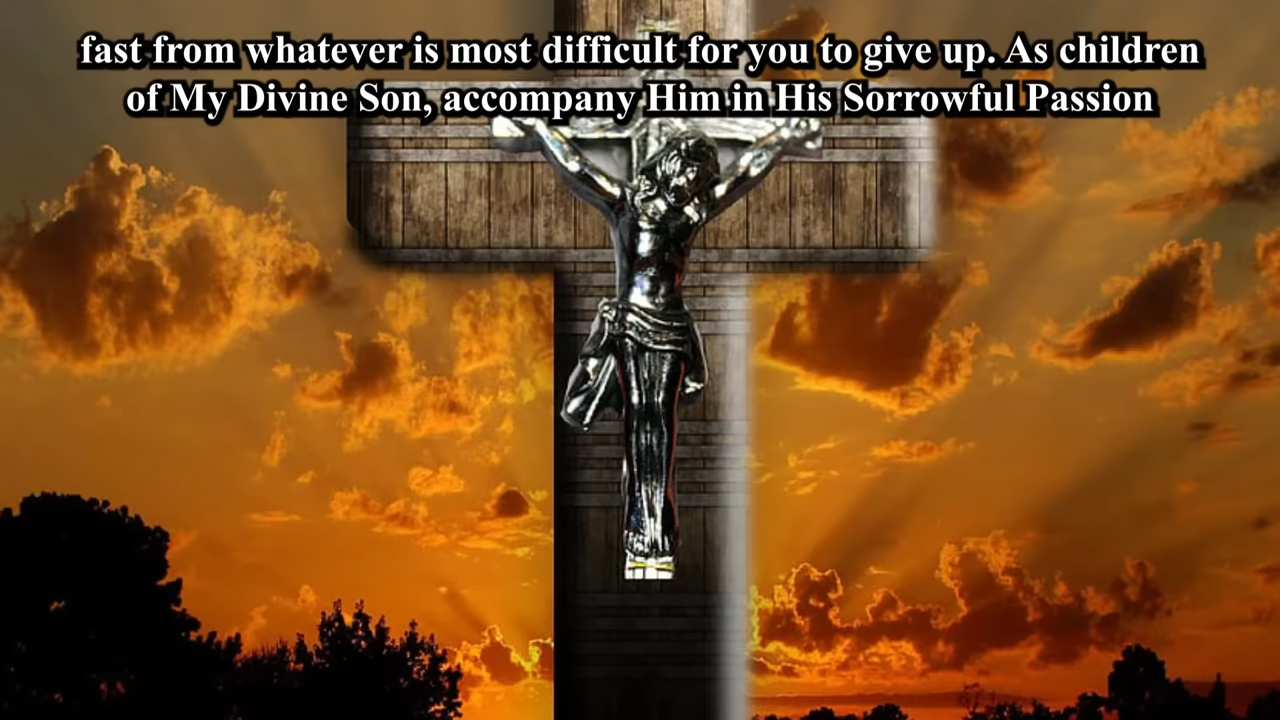 fast from whatever is most difficult for you to give up. As children
of My Divine Son, accompany Him in His Sorrowful Passion